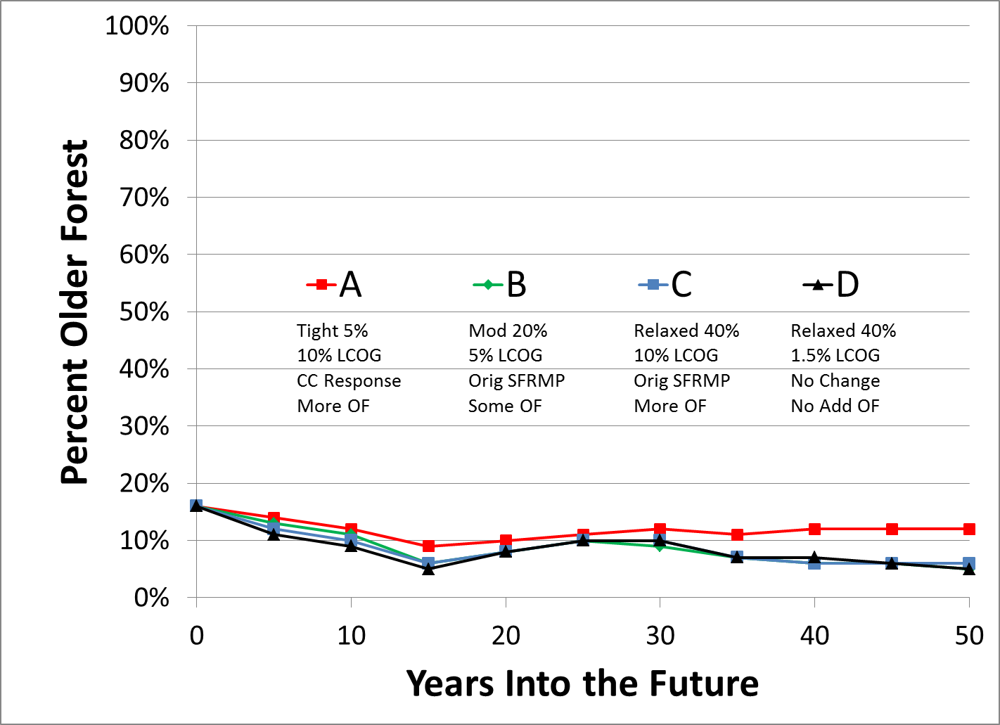 100%
90%
80%
70%
60%
50%
40%
30%
20%
10%
0%
Percent Older Forest
A B C D
Tight 5% Mod 20% Relaxed 40% Relaxed 40%
10% LCOG 5% LCOG 10% LCOG 1.5% LCOG
CC Response Orig SFRMP Orig SFRMP No Change
More OF Some OF More OF No Add OF
0 10 20 30 40 50
Years Into the Future